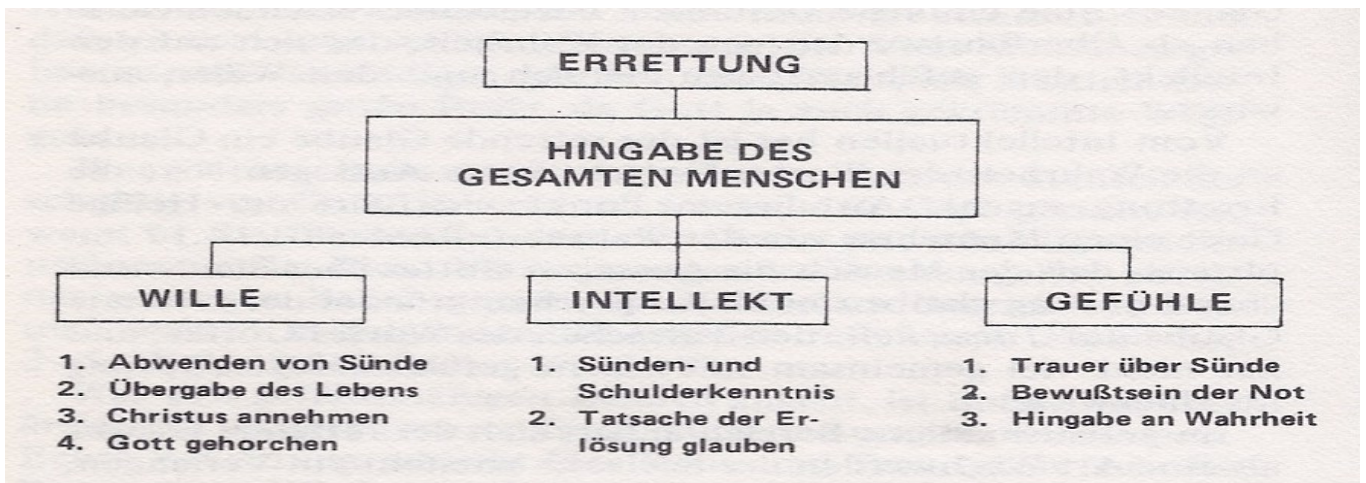 ERRETTUNG
HINGABE DES
GESAMTEN MENSCHEN
WILLE
1. Abwenden von Sünde
2. Übergabe des Lebens
3. Christus annehmen
4. Gott gehorchen
INTELLEKT
1. Sünden- und
Schulderkenntnis
2. Tatsache der Er-
lösung glauben
GEFÜHLE
1. Trauer über Sünde
2. Bewußtsein der Not
3. Hingabe an Wahrheit